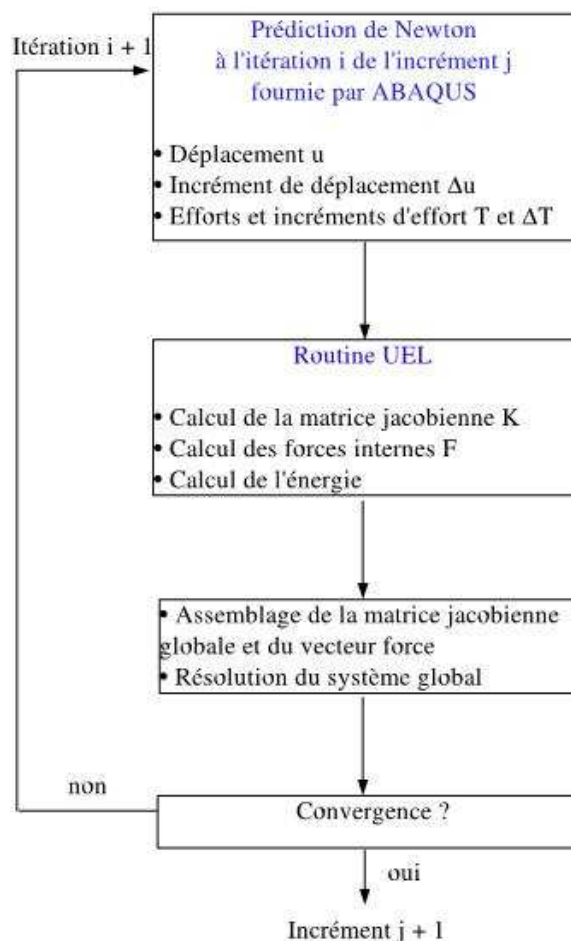 Itération i + 1
Prédiction de Newton
à l'itération i de l'incrément j
fournie par ABAQUS
• Déplacement u
• Incrément de déplacement Δu
• Efforts et incréments d'effort T et ΔT
Routine UEL
• Calcul de la matrice jacobienne K
• Calcul des forces internes F
• Calcul de l'énergie
• Assemblage de la matrice jacobienne
globale et du vecteur force
• Résolution du système global
non
Convergence ?
oui
Incrément j + 1